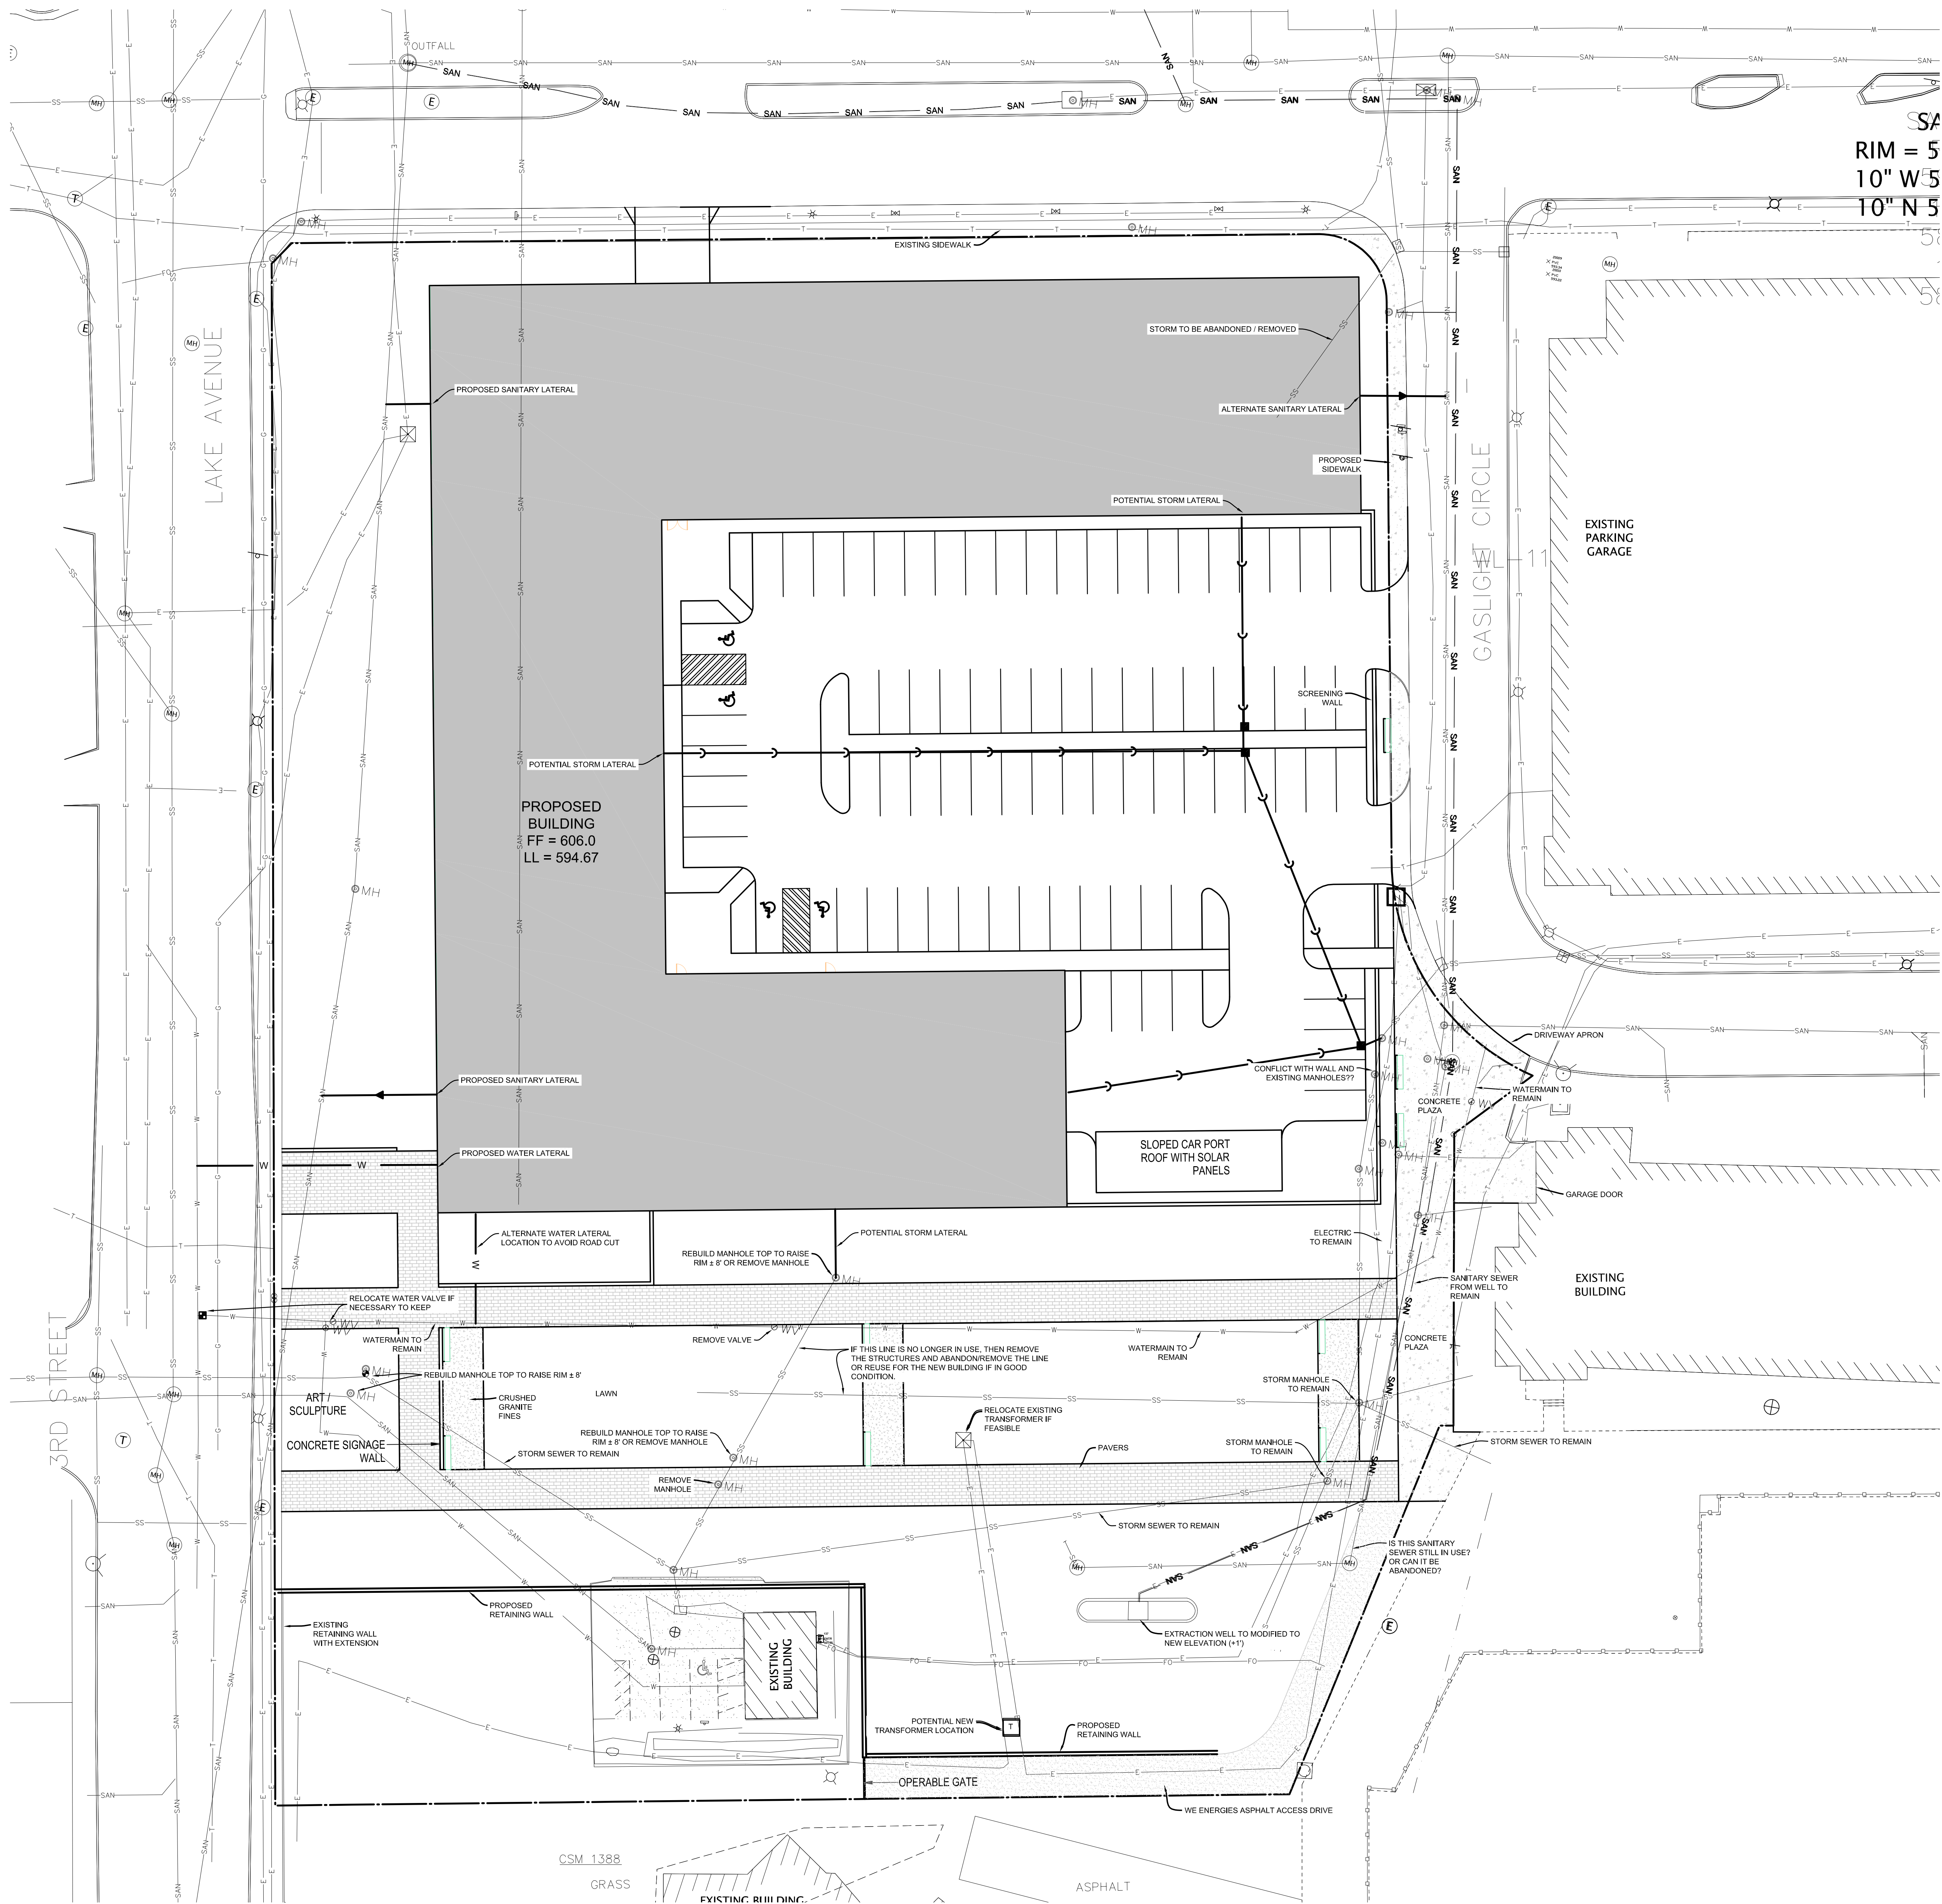 OUTFALL
SA
RIM = 5
10" W 5
10" N 5
EXISTING SIDEWALK
LAKE AVENUE
STORM TO BE ABANDONED / REMOVED
PROPOSED SANITARY LATERAL
ALTERNATE SANITARY LATERAL
PROPOSED
SIDEWALK
POTENTIAL STORM LATERAL
GASLIGHT CIRCLE
WL-11
EXISTING
PARKING
GARAGE
SCREENING
WALL
POTENTIAL STORM LATERAL
PROPOSED
BUILDING
FF = 606.0
LL = 594.67
DRIVEWAY APRON
CONFLICT WITH WALL AND
EXISTING MANHOLES??
PROPOSED SANITARY LATERAL
WATERMAIN TO
REMAIN
CONCRETE
PLAZA
WV
PROPOSED WATER LATERAL
SLOPED CAR PORT
ROOF WITH SOLAR
PANELS
GARAGE DOOR
ALTERNATE WATER LATERAL
LOCATION TO AVOID ROAD CUT
POTENTIAL STORM LATERAL
REBUILD MANHOLE TOP TO RAISE
RIM ± 8' OR REMOVE MANHOLE
ELECTRIC
TO REMAIN
SANITARY SEWER
FROM WELL TO
REMAIN
EXISTING
BUILDING
3RD STREET
RELOCATE WATER VALVE IF
NECESSARY TO KEEP
WV
WATERMAIN TO
REMAIN
REMOVE VALVE
WV
IF THIS LINE IS NO LONGER IN USE, THEN REMOVE
THE STRUCTURES AND ABANDON/REMOVE THE LINE
OR REUSE FOR THE NEW BUILDING IF IN GOOD
CONDITION.
WATERMAIN TO
REMAIN
CONCRETE
PLAZA
REBUILD MANHOLE TOP TO RAISE RIM ± 8'
ART /
SCULPTURE
CRUSHED
GRANITE
FINES
LAWN
STORM MANHOLE
TO REMAIN
RELOCATE EXISTING
TRANSFORMER IF
FEASIBLE
CONCRETE SIGNAGE
WALL
STORM SEWER TO REMAIN
REBUILD MANHOLE TOP TO RAISE
RIM ± 8' OR REMOVE MANHOLE
PAVERS
STORM MANHOLE
TO REMAIN
STORM SEWER TO REMAIN
REMOVE
MANHOLE
STORM SEWER TO REMAIN
IS THIS SANITARY
SEWER STILL IN USE?
OR CAN IT BE
ABANDONED?
PROPOSED
RETAINING WALL
EXISTING
RETAINING WALL
WITH EXTENSION
EXISTING
BUILDING
EXTRACTION WELL TO MODIFIED TO
NEW ELEVATION (+1')
POTENTIAL NEW
TRANSFORMER LOCATION
T
PROPOSED
RETAINING WALL
OPERABLE GATE
WE ENERGIES ASPHALT ACCESS DRIVE
CSM 1388
GRASS
ASPHALT
EXISTING BUILDING